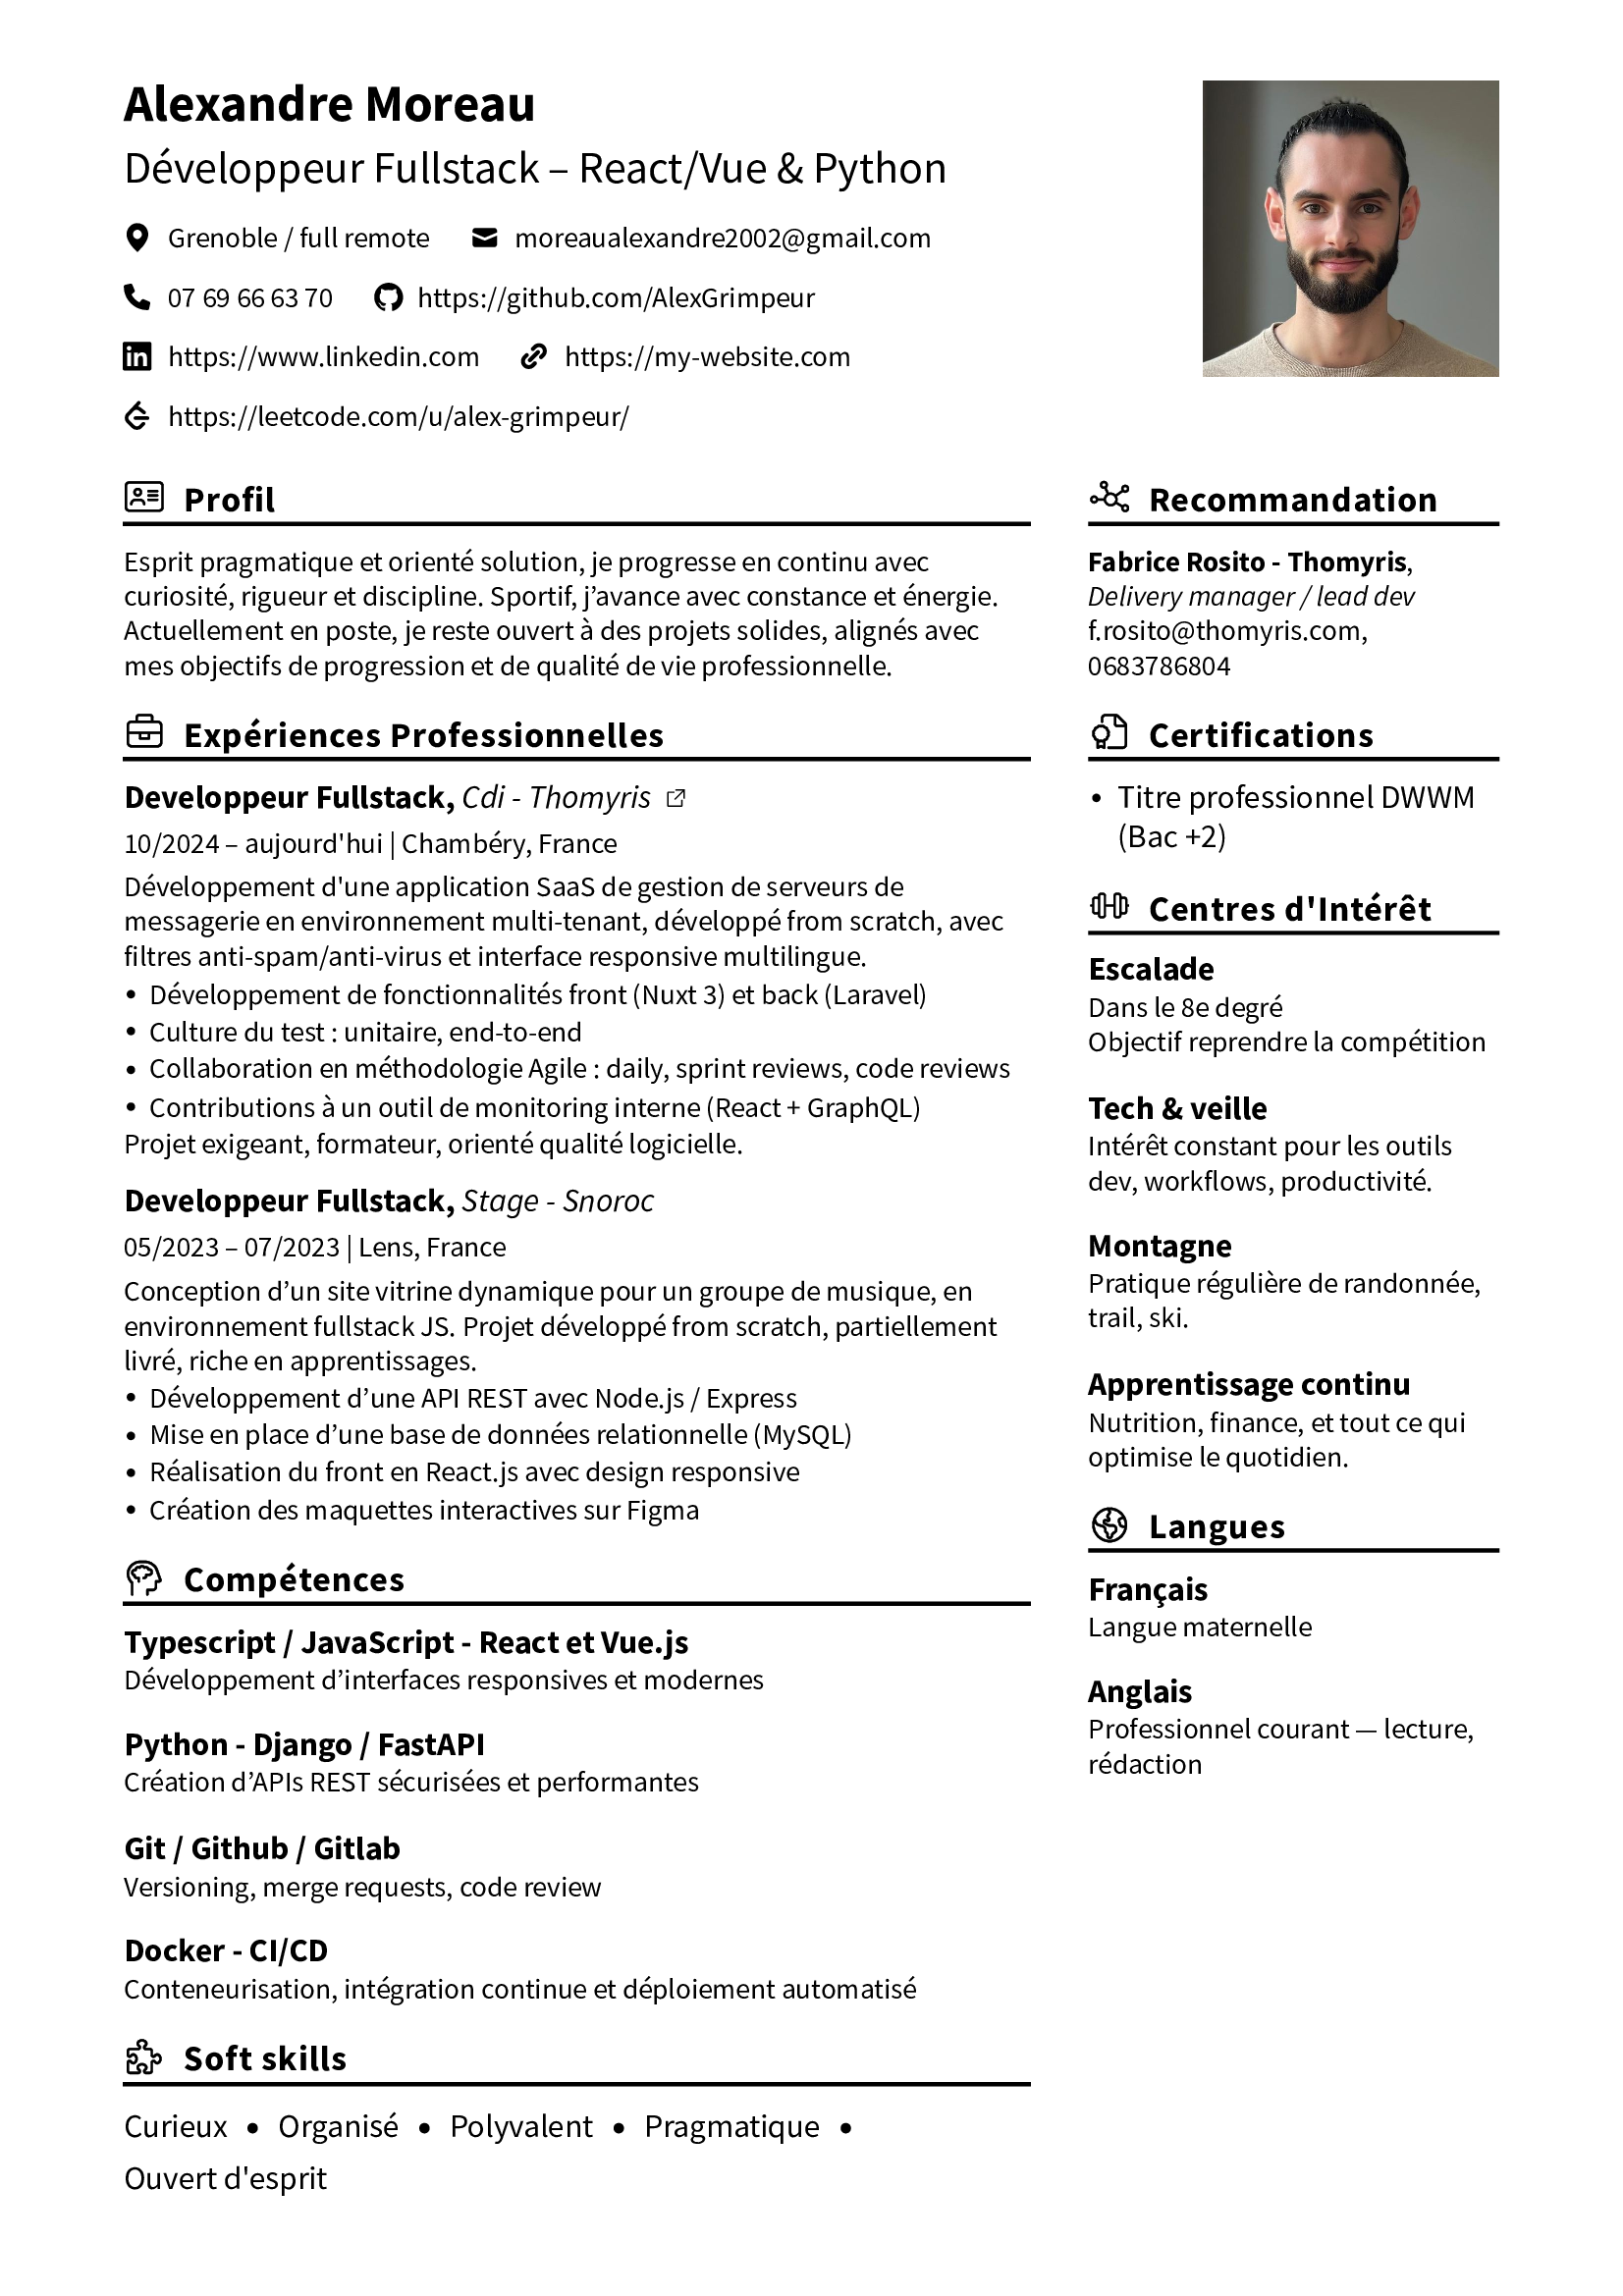 Alexandre Moreau
Développeur Fullstack – React/Vue & Python
Grenoble / full remote moreaualexandre2002@gmail.com
07 69 66 63 70 https://github.com/AlexGrimpeur
https://www.linkedin.com https://my-website.com
https://leetcode.com/u/alex-grimpeur/
Profil
Esprit pragmatique et orienté solution, je progresse en continu avec
curiosité, rigueur et discipline. Sportif, j’avance avec constance et énergie.
Actuellement en poste, je reste ouvert à des projets solides, alignés avec
mes objectifs de progression et de qualité de vie professionnelle.
Expériences Professionnelles
Developpeur Fullstack, Cdi - Thomyris
10/2024 – aujourd'hui | Chambéry, France
Développement d'une application SaaS de gestion de serveurs de
messagerie en environnement multi-tenant, développé from scratch, avec
filtres anti-spam/anti-virus et interface responsive multilingue.
• Développement de fonctionnalités front (Nuxt 3) et back (Laravel)
• Culture du test : unitaire, end-to-end
• Collaboration en méthodologie Agile : daily, sprint reviews, code reviews
• Contributions à un outil de monitoring interne (React + GraphQL)
Projet exigeant, formateur, orienté qualité logicielle.
Developpeur Fullstack, Stage - Snoroc
05/2023 – 07/2023 | Lens, France
Conception d’un site vitrine dynamique pour un groupe de musique, en
environnement fullstack JS. Projet développé from scratch, partiellement
livré, riche en apprentissages.
• Développement d’une API REST avec Node.js / Express
• Mise en place d’une base de données relationnelle (MySQL)
• Réalisation du front en React.js avec design responsive
• Création des maquettes interactives sur Figma
Compétences
Typescript / JavaScript - React et Vue.js
Développement d’interfaces responsives et modernes
Python - Django / FastAPI
Création d’APIs REST sécurisées et performantes
Git / Github / Gitlab
Versioning, merge requests, code review
Docker - CI/CD
Conteneurisation, intégration continue et déploiement automatisé
Soft skills
Curieux • Organisé • Polyvalent • Pragmatique •
Ouvert d'esprit
Recommandation
Fabrice Rosito - Thomyris,
Delivery manager / lead dev
f.rosito@thomyris.com,
0683786804
Certifications
• Titre professionnel DWWM
(Bac +2)
Centres d'Intérêt
Escalade
Dans le 8e degré
Objectif reprendre la compétition
Tech & veille
Intérêt constant pour les outils
dev, workflows, productivité.
Montagne
Pratique régulière de randonnée,
trail, ski.
Apprentissage continu
Nutrition, finance, et tout ce qui
optimise le quotidien.
Langues
Français
Langue maternelle
Anglais
Professionnel courant — lecture,
rédaction